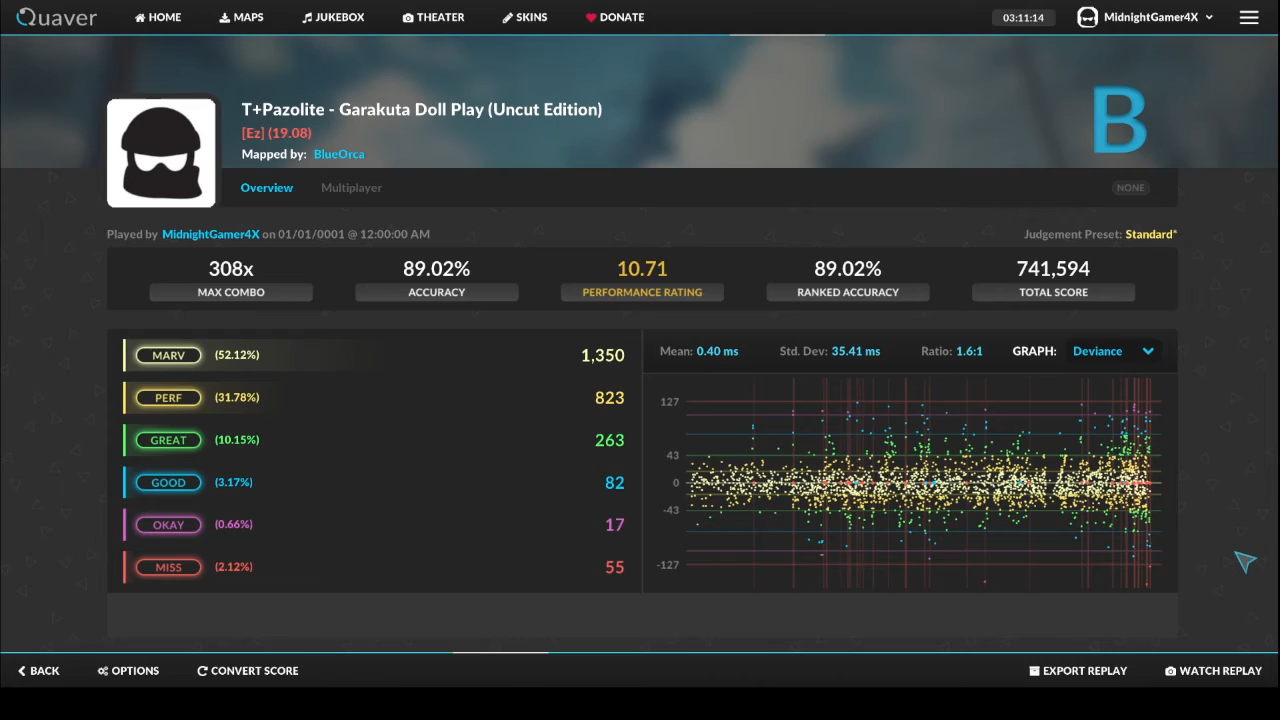 Quaver HOME MAPS JUKEBOX THEATER SKINS DONATE 03:11:14 MidnightGamer4X
T+Pazolite - Garakuta Doll Play (Uncut Edition)
[Ez] (19.08)
Mapped by: BlueOrca
B
Overview Multiplayer NONE
Played by MidnightGamer4X on 01/01/0001 @ 12:00:00 AM Judgement Preset: Standard*
308x 89.02% 10.71 89.02% 741,594
MAX COMBO ACCURACY PERFORMANCE RATING RANKED ACCURACY TOTAL SCORE
MARV (52.12%) 1,350
PERF (31.78%) 823
GREAT (10.15%) 263
GOOD (3.17%) 82
OKAY (0.66%) 17
MISS (2.12%) 55
Mean: 0.40 ms Std. Dev: 35.41 ms Ratio: 1.6:1 GRAPH: Deviance
127
43
0
-43
-127
BACK OPTIONS CONVERT SCORE EXPORT REPLAY WATCH REPLAY